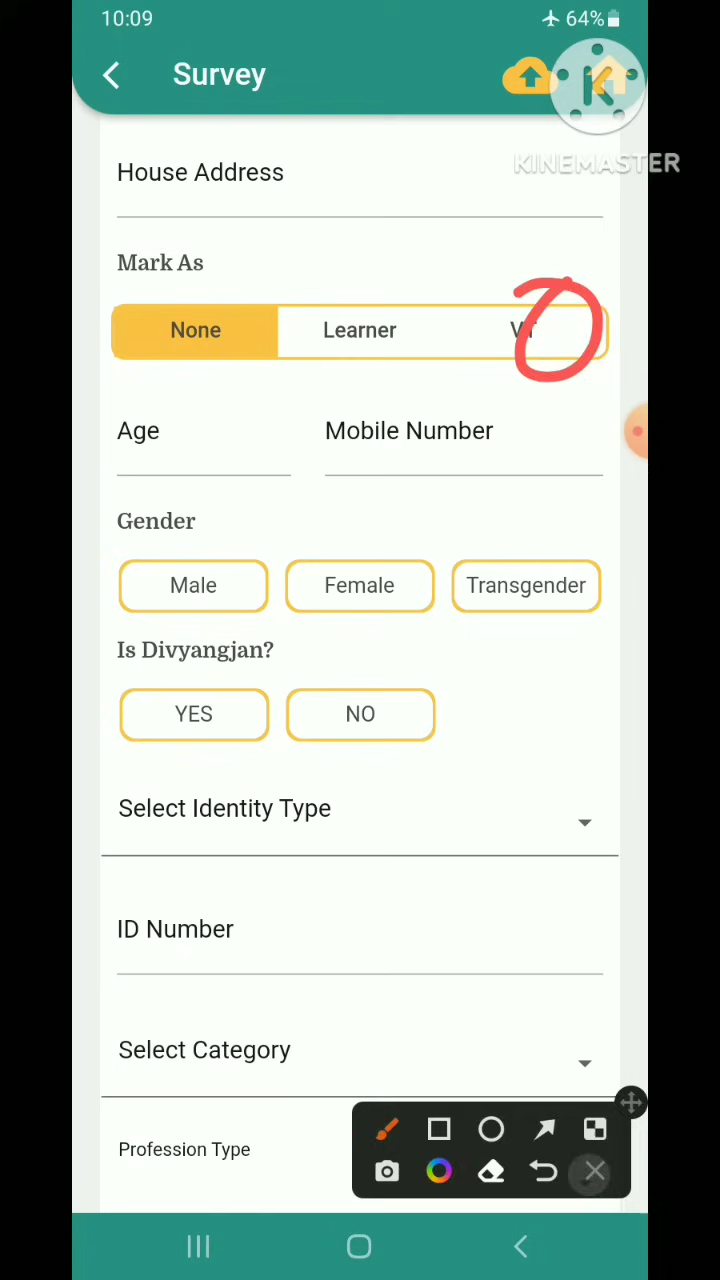 10:09 64%
Survey
KINEMASTER
House Address
Mark As
None Learner VT
Age Mobile Number
Gender
Male Female Transgender
Is Divyangjan?
YES NO
Select Identity Type
ID Number
Select Category
Profession Type